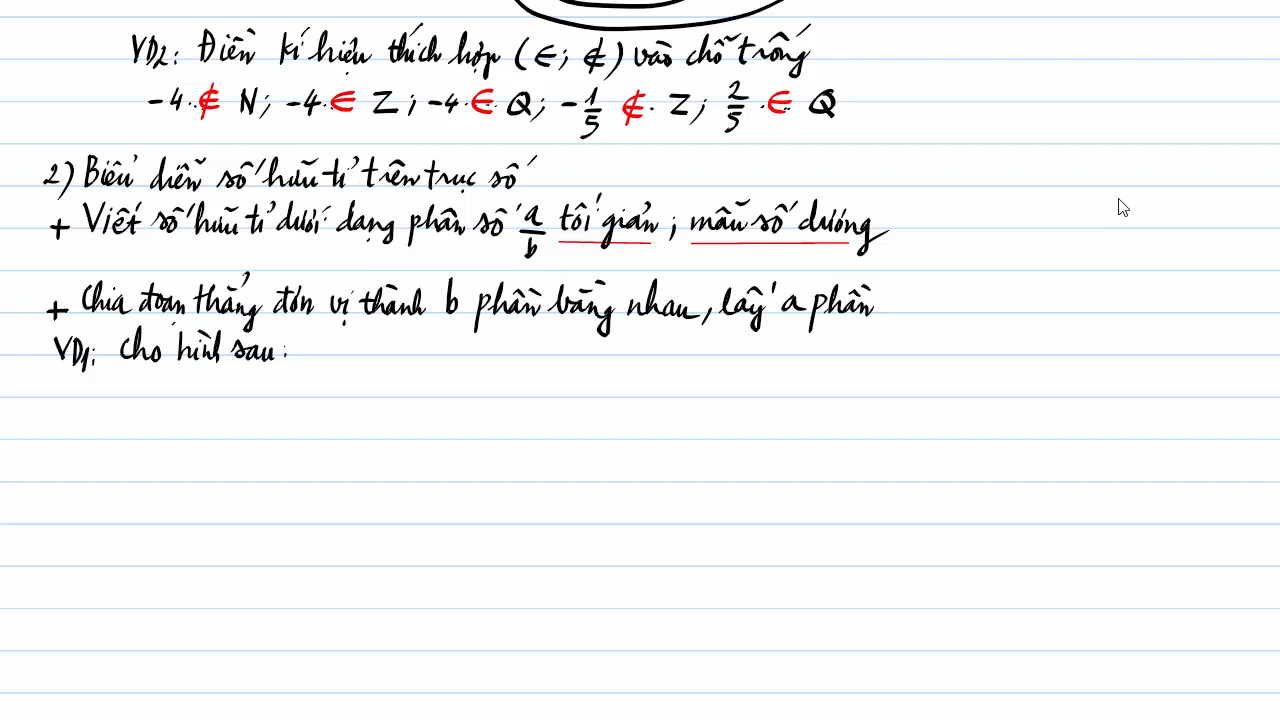 VD2: Điền kí hiệu thích hợp (∈; ∉) vào chỗ trống
-4 ∉ N; -4 ∈ Z; -4 ∈ Q; -1/5 ∉ Z; 2/5 ∈ Q
2) Biểu diễn số hữu tỉ trên trục số
+ Viết số hữu tỉ dưới dạng phân số a/b tối giản; mẫu số dương
+ Chia đoạn thẳng đơn vị thành b phần bằng nhau, lấy a phần
VD1: Cho hình sau: